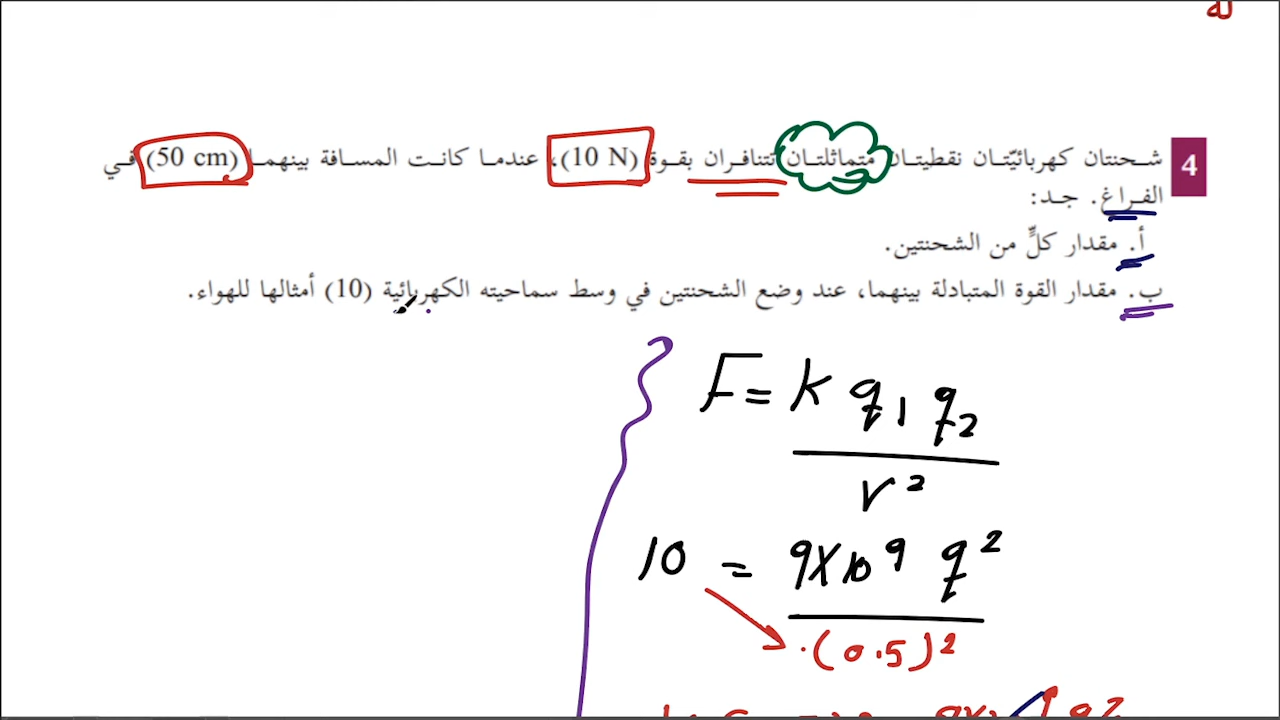 له
4 شحنتان كهربائيّتان نقطيتان متماثلتان تتنافران بقوة (10 N)، عندما كانت المسافة بينهما (50 cm) في
الفراغ. جد:
أ. مقدار كلٍّ من الشحنتين.
ب. مقدار القوة المتبادلة بينهما، عند وضع الشحنتين في وسط سماحيته الكهربائية (10) أمثالها للهواء.
F = k q1 q2
r²
10 = 9×10⁹ q²
(0.5)²